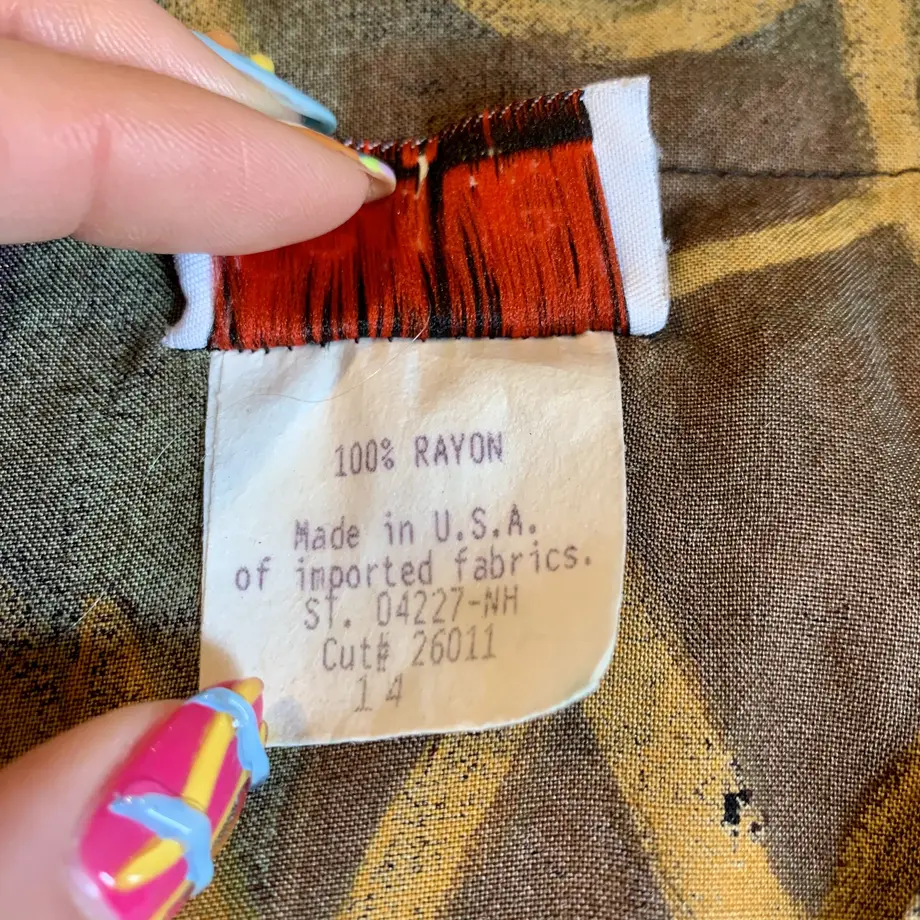 100% RAYON
Made in U.S.A.
of imported fabrics.
St. 04227-NH
Cut# 26011
14